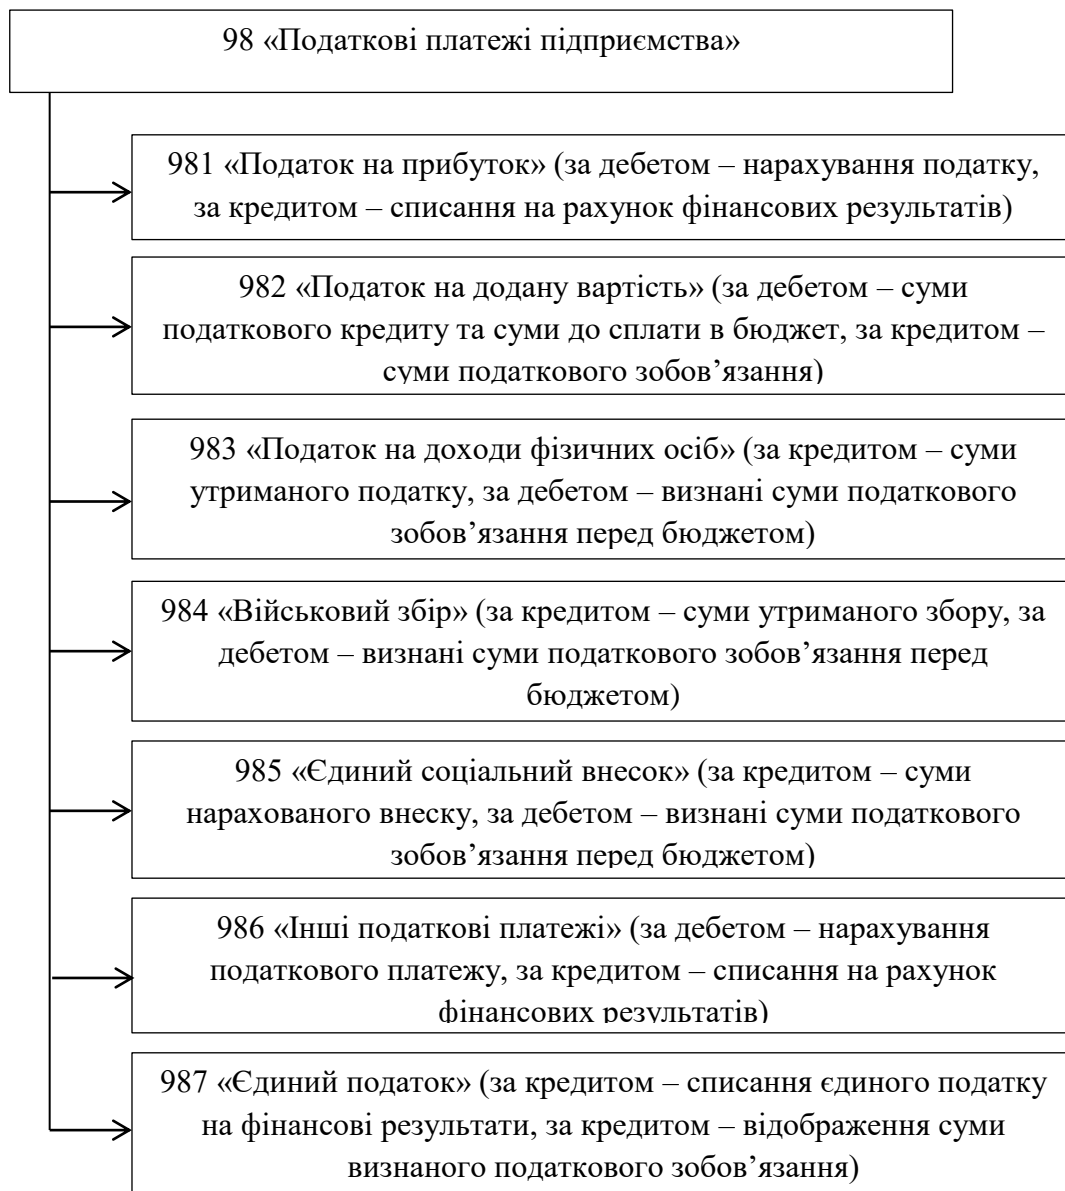 98 «Податкові платежі підприємства»
981 «Податок на прибуток» (за дебетом – нарахування податку,
за кредитом – списання на рахунок фінансових результатів)
982 «Податок на додану вартість» (за дебетом – суми
податкового кредиту та суми до сплати в бюджет, за кредитом –
суми податкового зобов’язання)
983 «Податок на доходи фізичних осіб» (за кредитом – суми
утриманого податку, за дебетом – визнані суми податкового
зобов’язання перед бюджетом)
984 «Військовий збір» (за кредитом – суми утриманого збору, за
дебетом – визнані суми податкового зобов’язання перед
бюджетом)
985 «Єдиний соціальний внесок» (за кредитом – суми
нарахованого внеску, за дебетом – визнані суми податкового
зобов’язання перед бюджетом)
986 «Інші податкові платежі» (за дебетом – нарахування
податкового платежу, за кредитом – списання на рахунок
фінансових результатів)
987 «Єдиний податок» (за кредитом – списання єдиного податку
на фінансові результати, за кредитом – відображення суми
визнаного податкового зобов’язання)